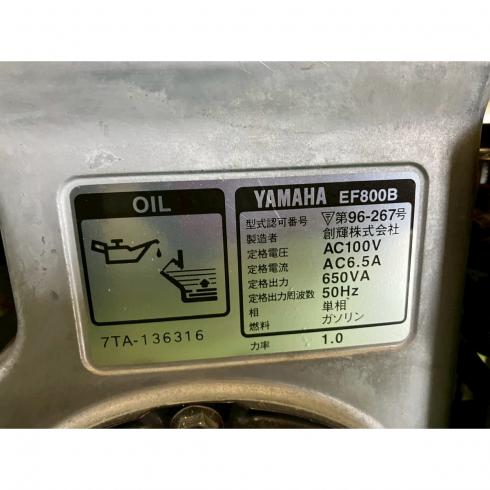 OIL
7TA-136316
YAMAHA EF800B
型式認可番号 第96-267号
製造者 創輝株式会社
定格電圧 AC100V
定格電流 AC6.5A
定格出力 650VA
定格出力周波数 50Hz
相 単相
燃料 ガソリン
力率 1.0